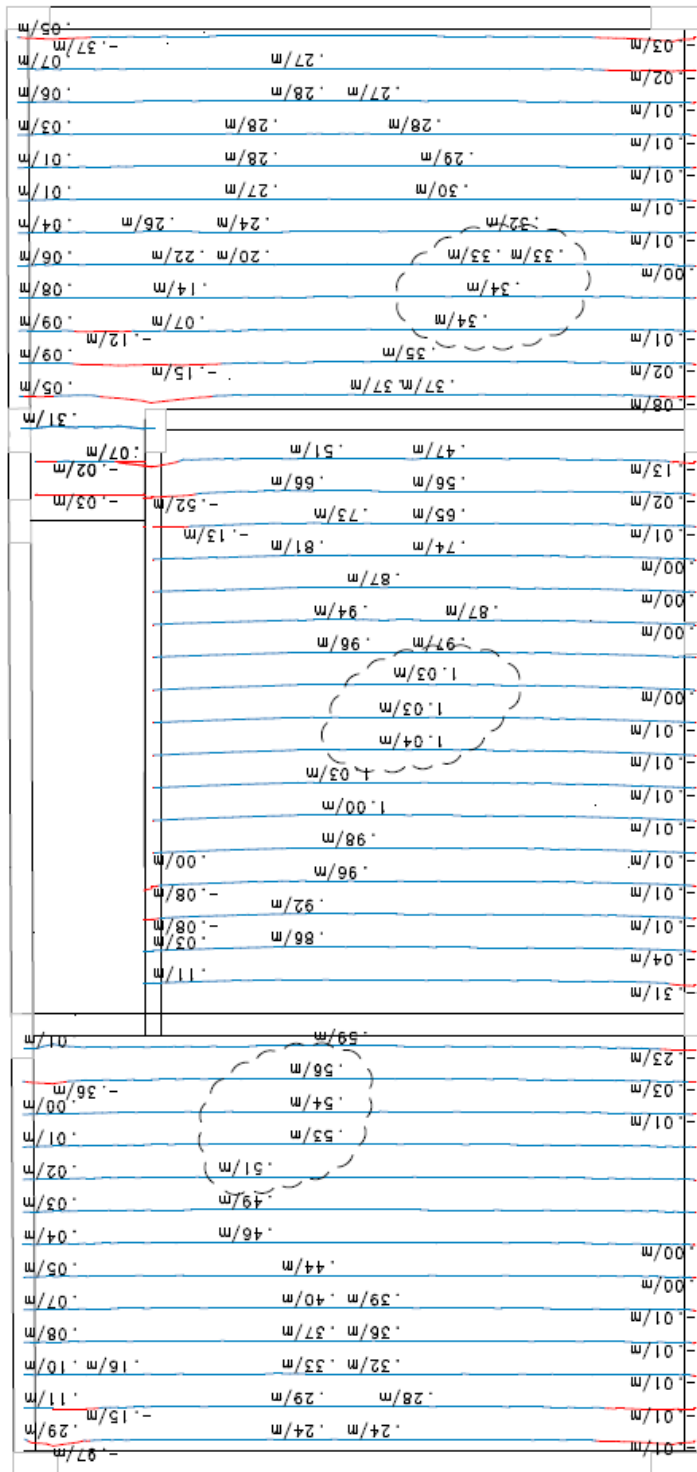 -.97/m
-.01/m
.24/m .24/m .29/m
-.01/m -.15/m
.28/m .29/m .11/m
-.01/m
.32/m .33/m .16/m .10/m
-.01/m
.36/m .37/m .08/m
-.01/m
.39/m .40/m .07/m
.00/m
.44/m .05/m
.00/m
.46/m .04/m
.49/m .03/m
.51/m .02/m
.53/m .01/m
-.01/m
.54/m .00/m
-.03/m -.36/m
.56/m
-.23/m
.59/m .01/m
-.31/m
.11/m
-.04/m
.86/m .03/m
-.01/m -.08/m
.92/m
-.01/m -.08/m
.96/m
-.01/m .00/m
.98/m
-.01/m
1.00/m
-.01/m
1.03/m
-.01/m
1.04/m
-.01/m
1.03/m
.00/m
1.03/m
.97/m .96/m
.00/m
.87/m .94/m
.00/m
.87/m
.00/m
.74/m .81/m
-.01/m -.13/m
.65/m .73/m
-.02/m -.52/m -.03/m
.56/m .66/m
-.13/m -.02/m
.47/m .51/m .07/m
.31/m
-.08/m
.37/m .37/m .05/m
-.02/m -.15/m
.35/m .09/m
-.01/m -.12/m
.34/m .07/m .09/m
.34/m .14/m .08/m
.00/m
.33/m .33/m .20/m .22/m .06/m
-.01/m
.32/m .24/m .26/m .04/m
-.01/m
.30/m .27/m .01/m
-.01/m
.29/m .28/m .01/m
-.01/m
.28/m .28/m .03/m
-.01/m
.27/m .28/m .06/m
-.02/m
.27/m .07/m
-.03/m -.37/m
.05/m